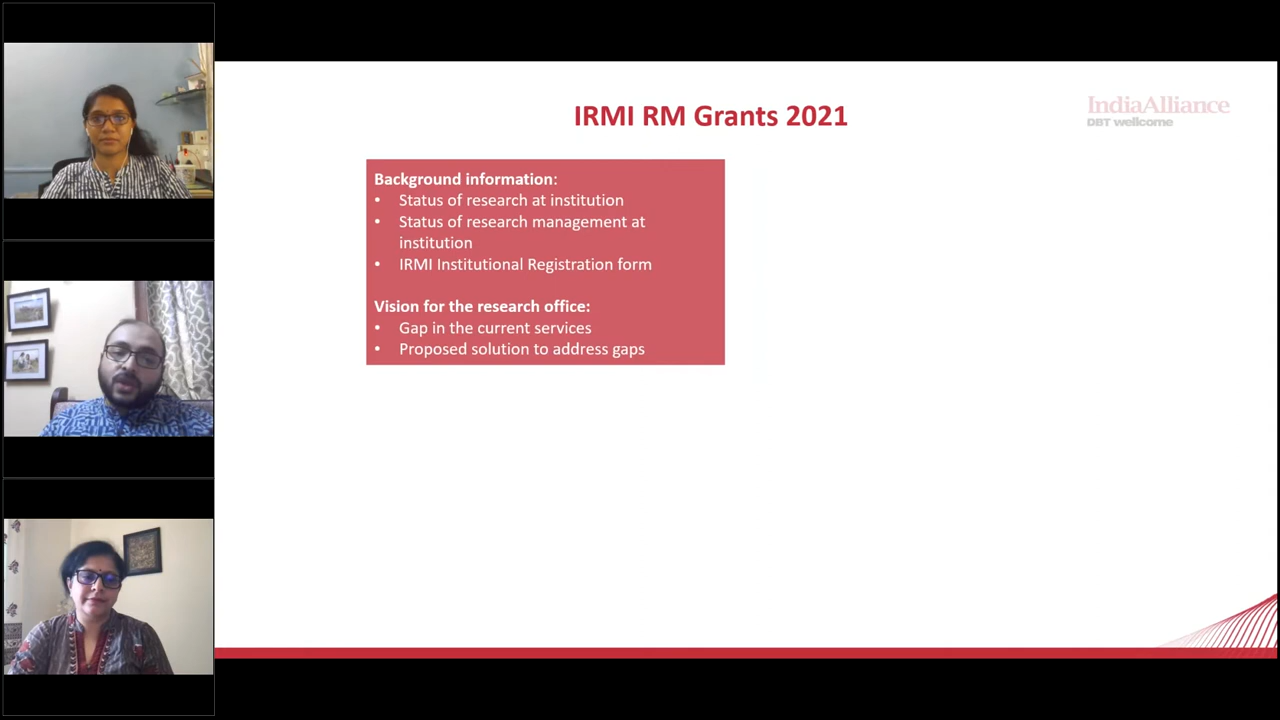 IRMI RM Grants 2021
IndiaAlliance
DBT wellcome
Background information:
• Status of research at institution
• Status of research management at
institution
• IRMI Institutional Registration form
Vision for the research office:
• Gap in the current services
• Proposed solution to address gaps